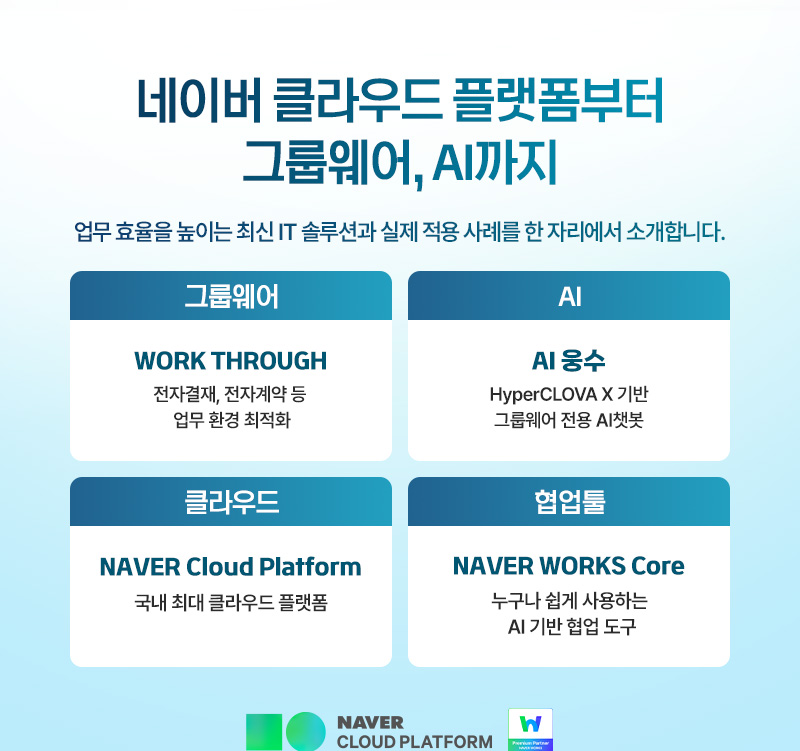 네이버 클라우드 플랫폼부터
그룹웨어, AI까지
업무 효율을 높이는 최신 IT 솔루션과 실제 적용 사례를 한 자리에서 소개합니다.
그룹웨어
WORK THROUGH
전자결재, 전자계약 등
업무 환경 최적화
AI
AI 웅수
HyperCLOVA X 기반
그룹웨어 전용 AI챗봇
클라우드
NAVER Cloud Platform
국내 최대 클라우드 플랫폼
협업툴
NAVER WORKS Core
누구나 쉽게 사용하는
AI 기반 협업 도구
NAVER
CLOUD PLATFORM
W
Premium Partner
NAVER WORKS